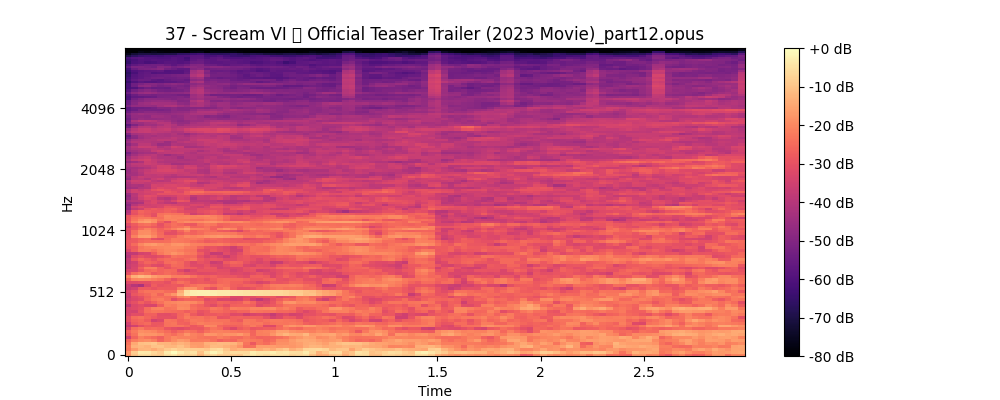 37 - Scream VI  Official Teaser Trailer (2023 Movie)_part12.opus
Hz
4096
2048
1024
512
0
0 0.5 1 1.5 2 2.5
Time
+0 dB
-10 dB
-20 dB
-30 dB
-40 dB
-50 dB
-60 dB
-70 dB
-80 dB